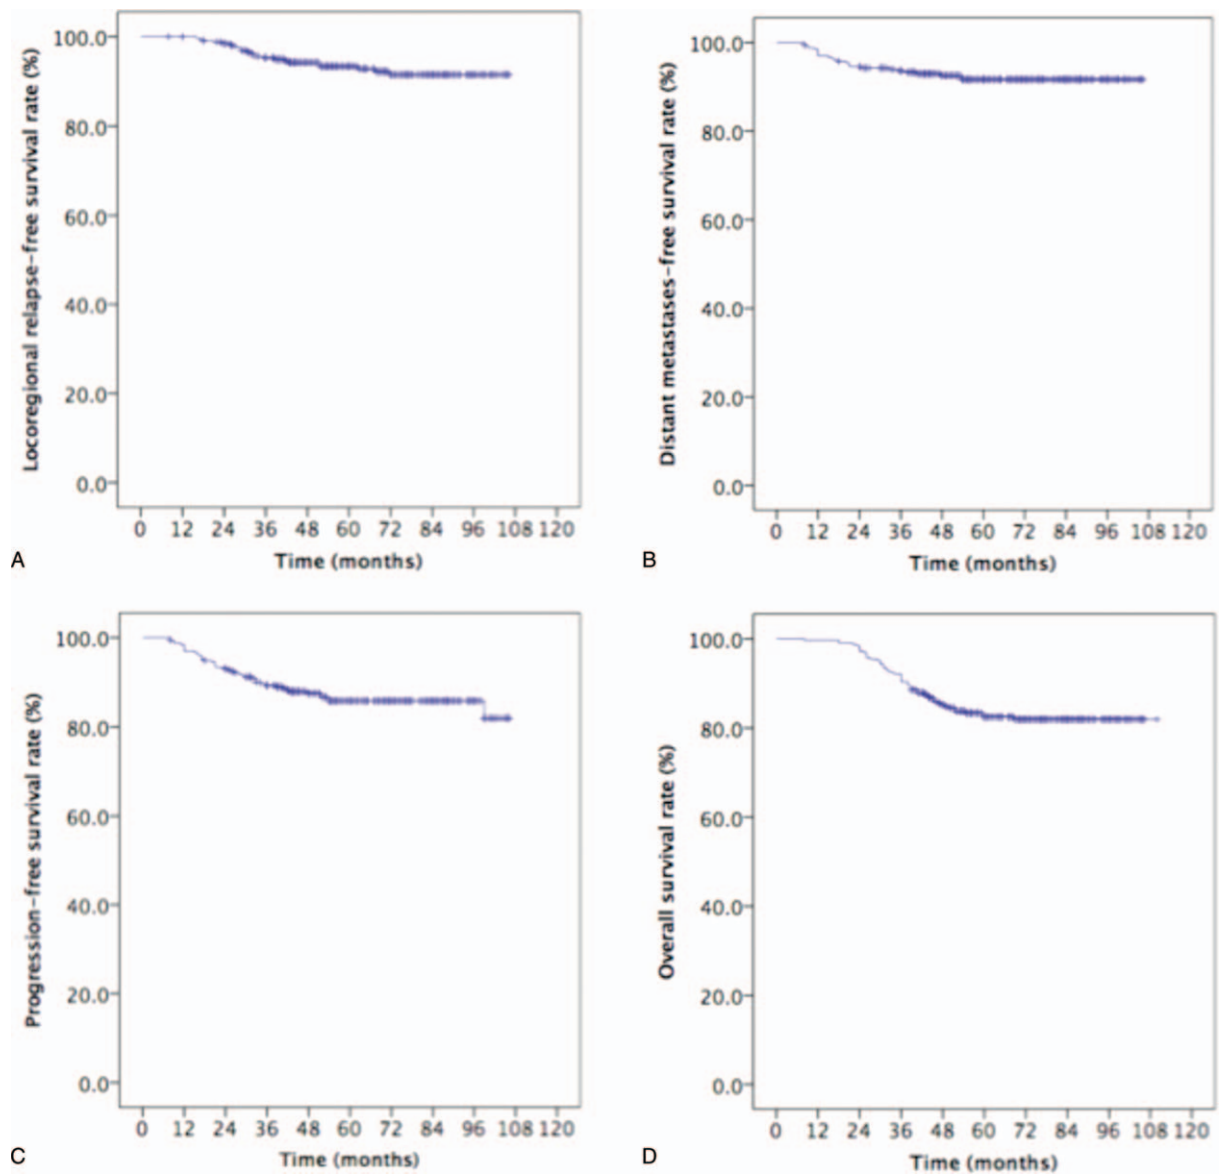 Locoregional relapse-free survival rate (%)
100.0
80.0
60.0
40.0
20.0
0.0
0 12 24 36 48 60 72 84 96 108 120
Time (months)
A
Distant metastases-free survival rate (%)
100.0
80.0
60.0
40.0
20.0
0.0
0 12 24 36 48 60 72 84 96 108 120
Time (months)
B
Progression-free survival rate (%)
100.0
80.0
60.0
40.0
20.0
0.0
0 12 24 36 48 60 72 84 96 108 120
Time (months)
C
Overall survival rate (%)
100.0
80.0
60.0
40.0
20.0
0.0
0 12 24 36 48 60 72 84 96 108 120
Time (months)
D